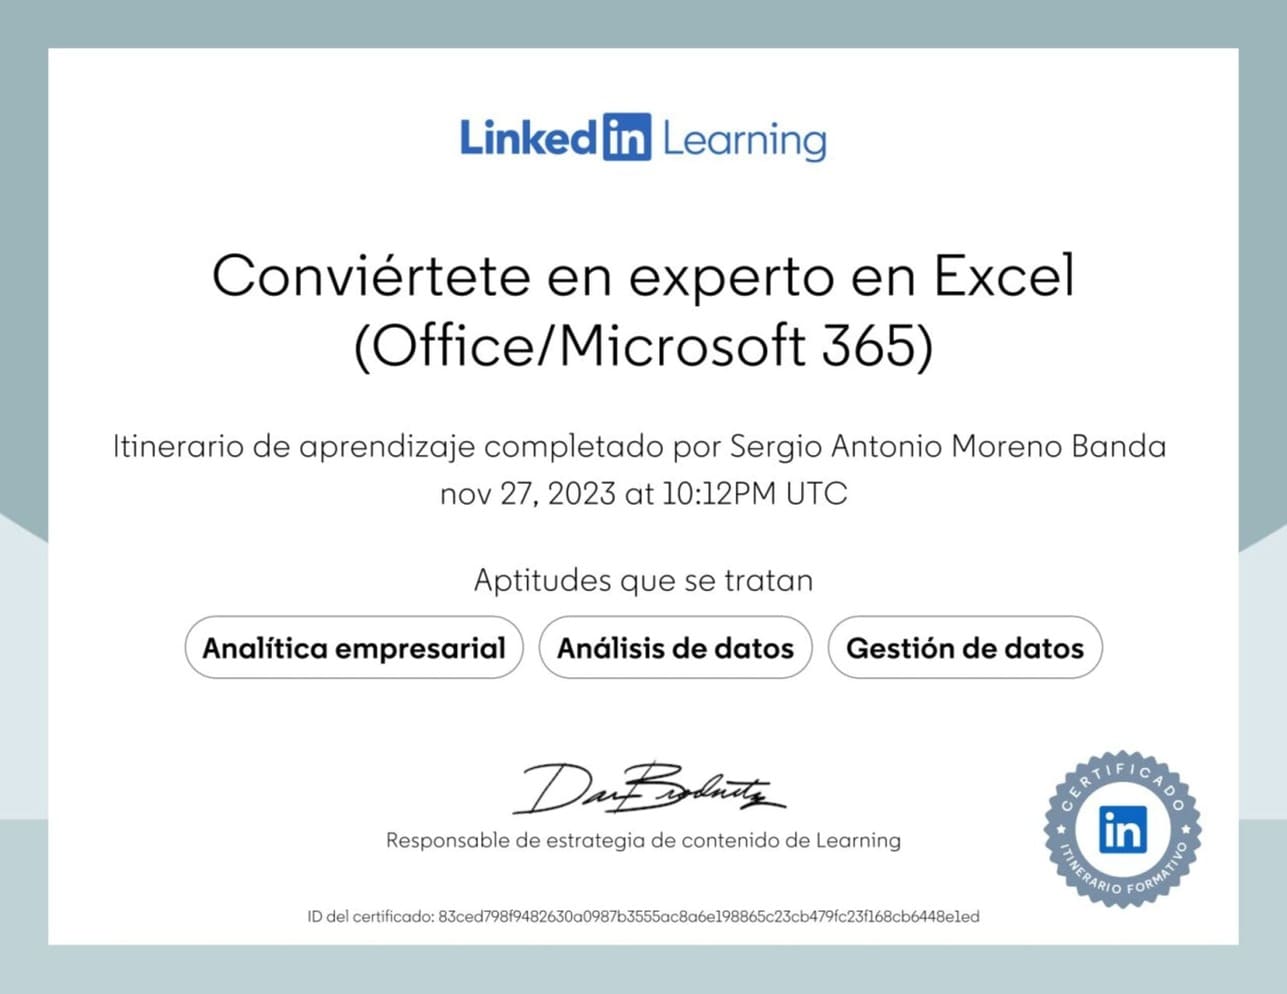 LinkedIn Learning
Conviértete en experto en Excel
(Office/Microsoft 365)
Itinerario de aprendizaje completado por Sergio Antonio Moreno Banda
nov 27, 2023 at 10:12PM UTC
Aptitudes que se tratan
Analítica empresarial
Análisis de datos
Gestión de datos
Dan Brodnitz
Responsable de estrategia de contenido de Learning
CERTIFICADO
in
ITINERARIO FORMATIVO
ID del certificado: 83ced798f9482630a0987b3555ac8a6e198865c23cb479fc23f168cb6448e1ed